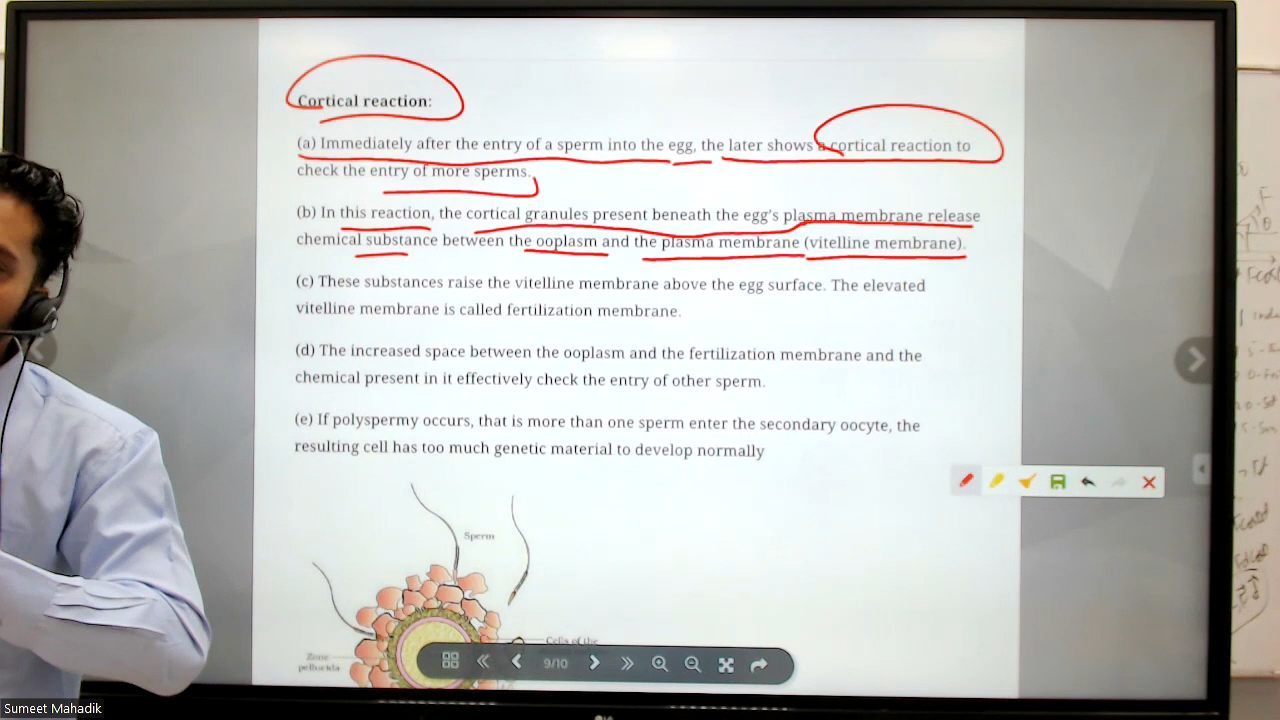 Cortical reaction:
(a) Immediately after the entry of a sperm into the egg, the later shows a cortical reaction to
check the entry of more sperms.
(b) In this reaction, the cortical granules present beneath the egg's plasma membrane release
chemical substance between the ooplasm and the plasma membrane (vitelline membrane).
(c) These substances raise the vitelline membrane above the egg surface. The elevated
vitelline membrane is called fertilization membrane.
(d) The increased space between the ooplasm and the fertilization membrane and the
chemical present in it effectively check the entry of other sperm.
(e) If polyspermy occurs, that is more than one sperm enter the secondary oocyte, the
resulting cell has too much genetic material to develop normally
Sperm
Cells of the
Zona
pellucida
9/10
Sumeet Mahadik